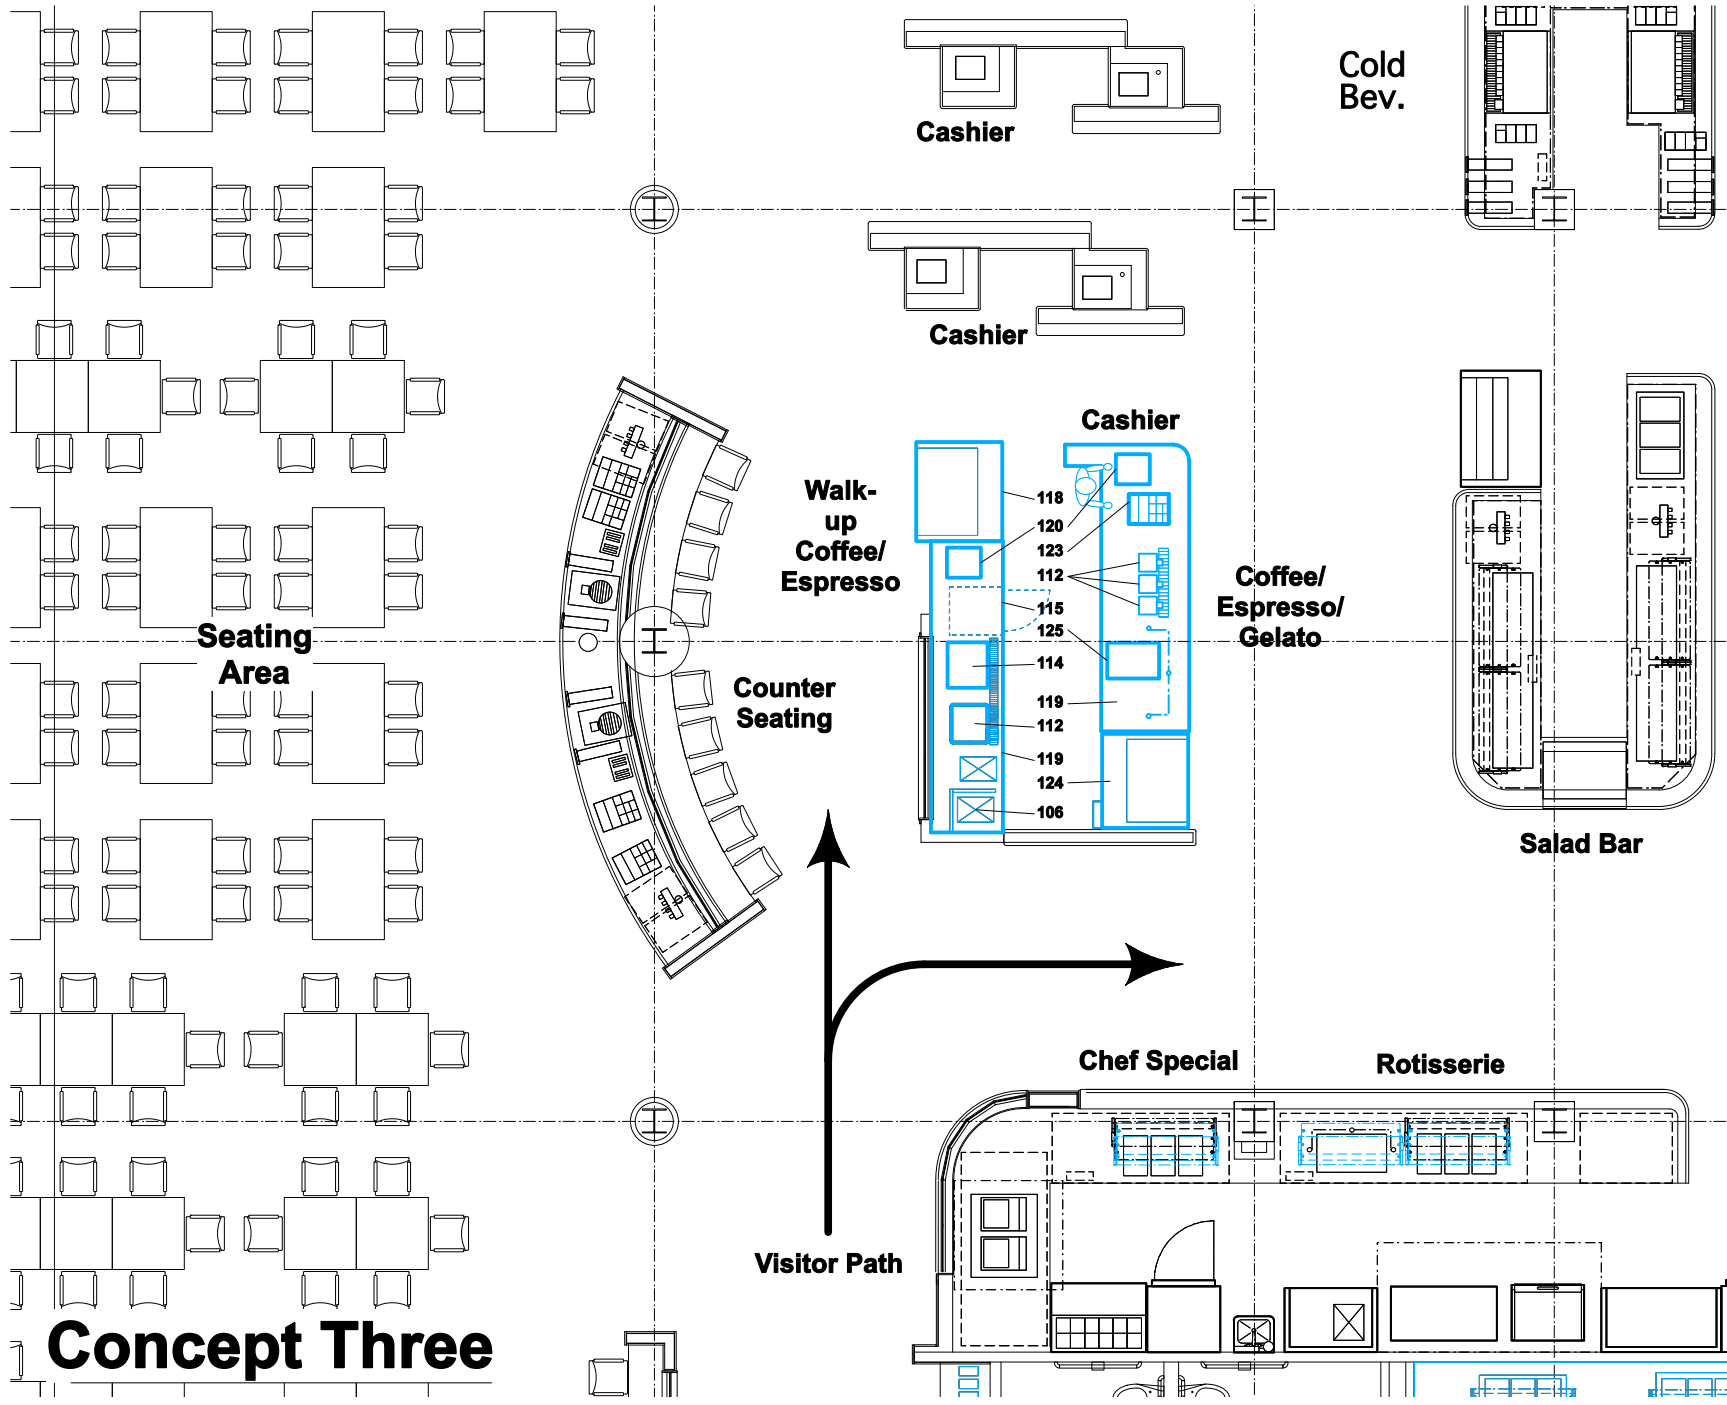 Cold
Bev.
Cashier
Cashier
Cashier
Walk-
up
Coffee/
Espresso
118
120
123
112
115
125
114
119
112
119
124
106
Coffee/
Espresso/
Gelato
Seating
Area
Counter
Seating
Salad Bar
Chef Special
Rotisserie
Visitor Path
Concept Three